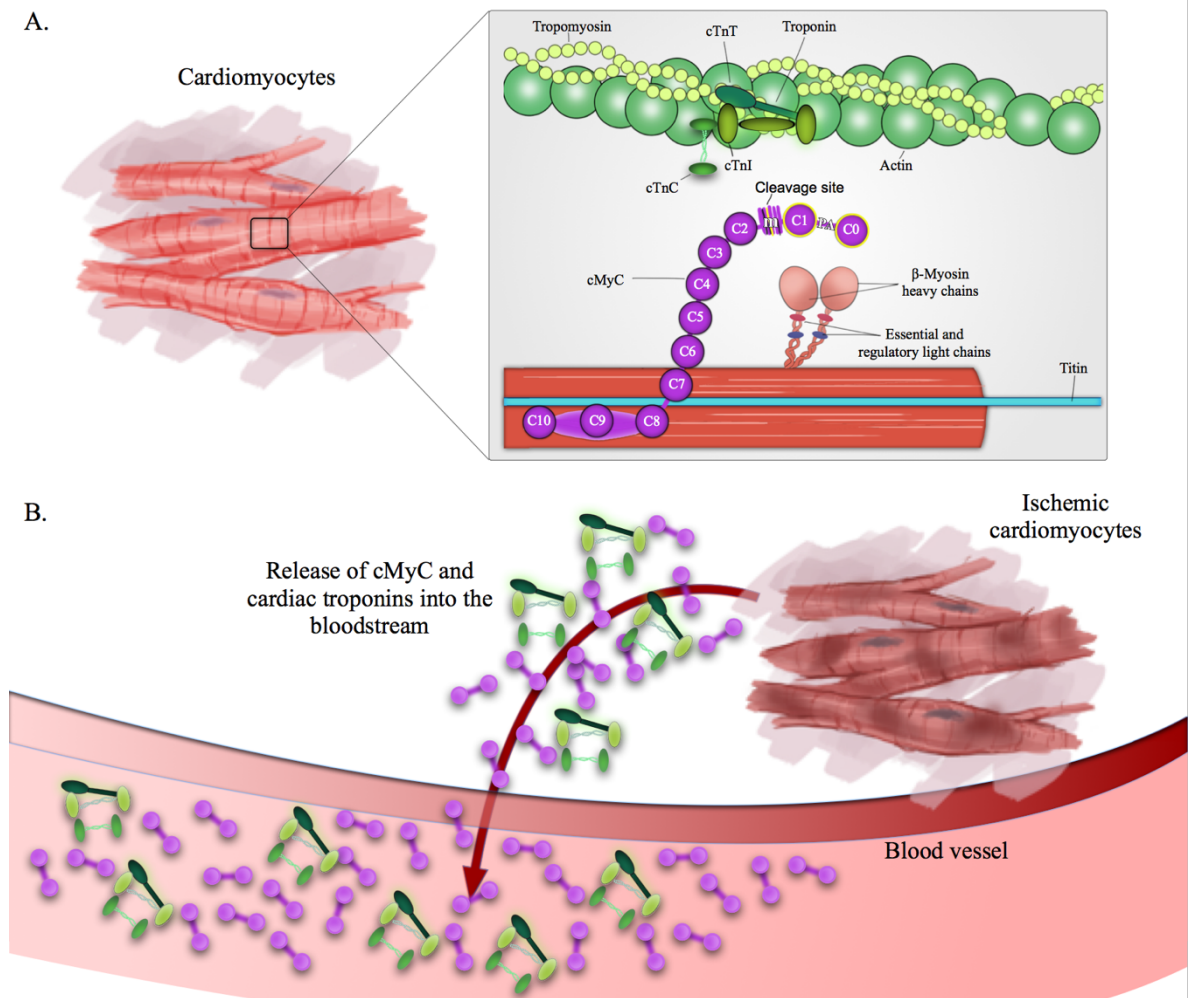 A.
Cardiomyocytes
Tropomyosin
cTnT
Troponin
cTnC
cTnI
Actin
Cleavage site
C2
m
C1
C0
C3
cMyC
C4
β-Myosin
heavy chains
C5
Essential and
regulatory light chains
C6
C7
Titin
C10
C9
C8
B.
Ischemic
cardiomyocytes
Release of cMyC and
cardiac troponins into the
bloodstream
Blood vessel